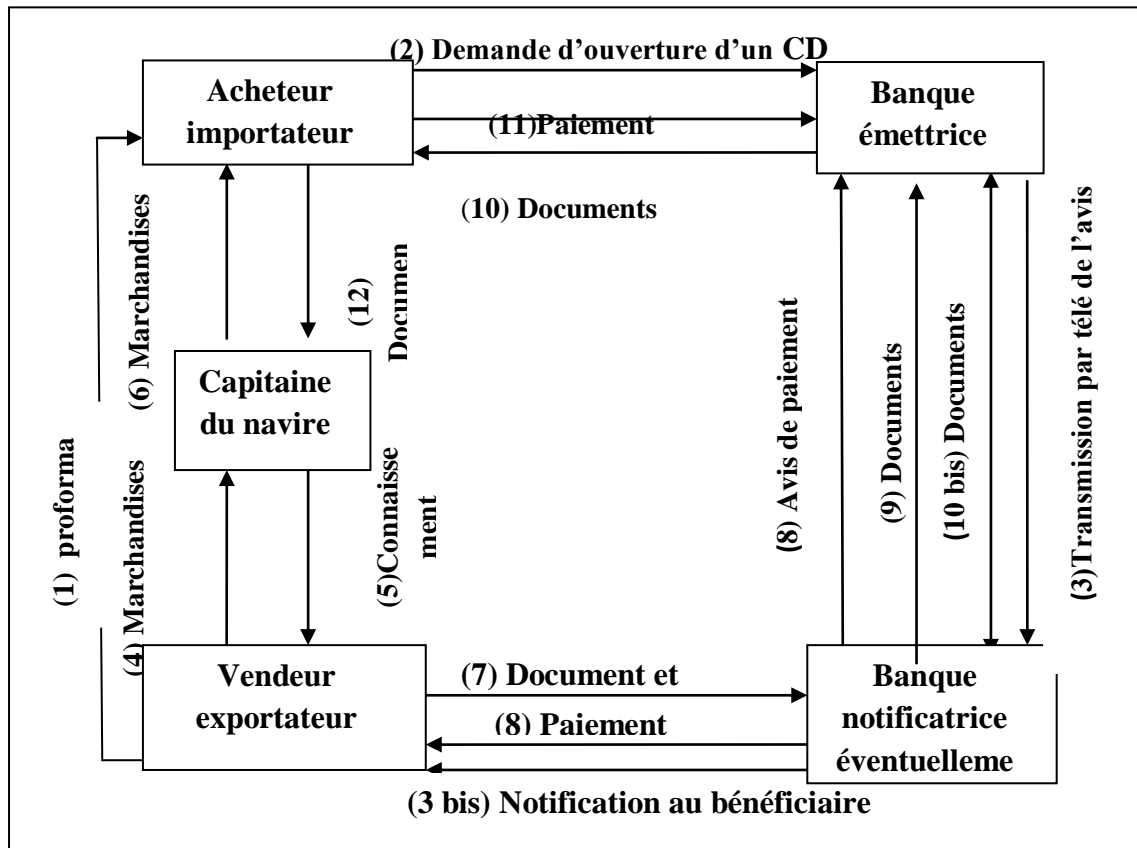 (2) Demande d’ouverture d’un CD
Acheteur
importateur
Banque
émettrice
(11)Paiement
(10) Documents
(6) Marchandises
(12)
Documen
Capitaine
du navire
(1) proforma
(4) Marchandises
(5)Connaisse
ment
(8) Avis de paiement
(9) Documents
(10 bis) Documents
(3)Transmission par télé de l’avis
Vendeur
exportateur
(7) Document et
(8) Paiement
Banque
notificatrice
éventuelleme
(3 bis) Notification au bénéficiaire